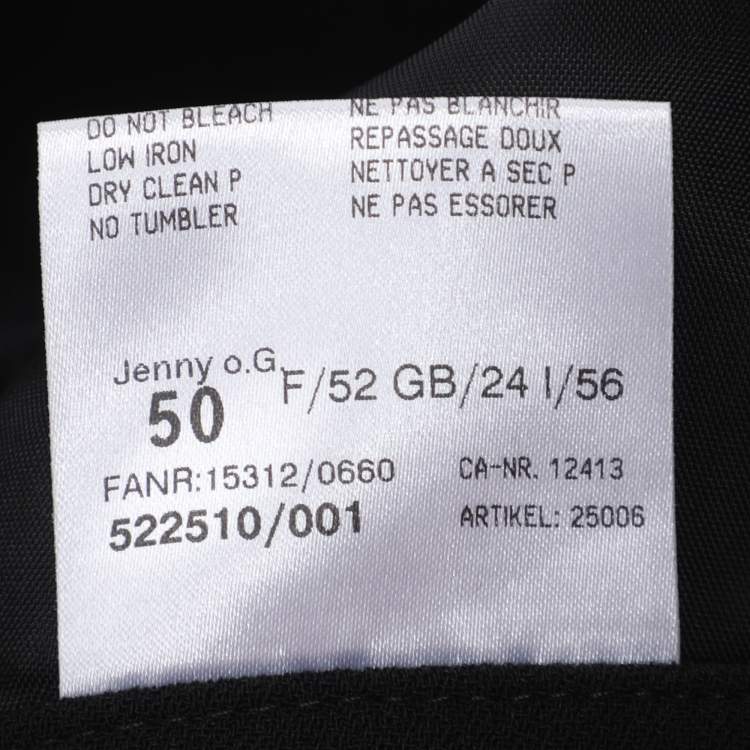 DO NOT BLEACH
LOW IRON
DRY CLEAN P
NO TUMBLER
NE PAS BLANCHIR
REPASSAGE DOUX
NETTOYER A SEC P
NE PAS ESSORER
Jenny o.G.
50 F/52 GB/24 I/56
FANR:15312/0660
522510/001
CA-NR. 12413
ARTIKEL: 25006